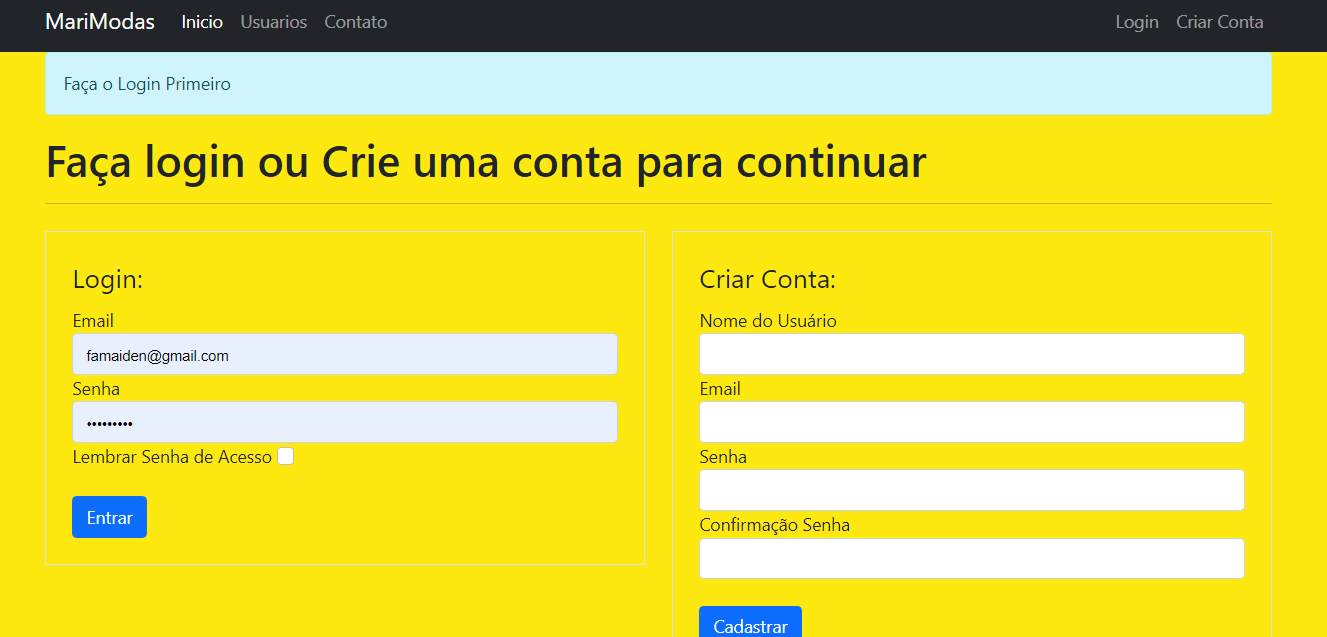 MariModas Inicio Usuarios Contato Login Criar Conta
Faça o Login Primeiro
Faça login ou Crie uma conta para continuar
Login:
Email
famaiden@gmail.com
Senha
•••••••••
Lembrar Senha de Acesso
Entrar
Criar Conta:
Nome do Usuário
Email
Senha
Confirmação Senha
Cadastrar